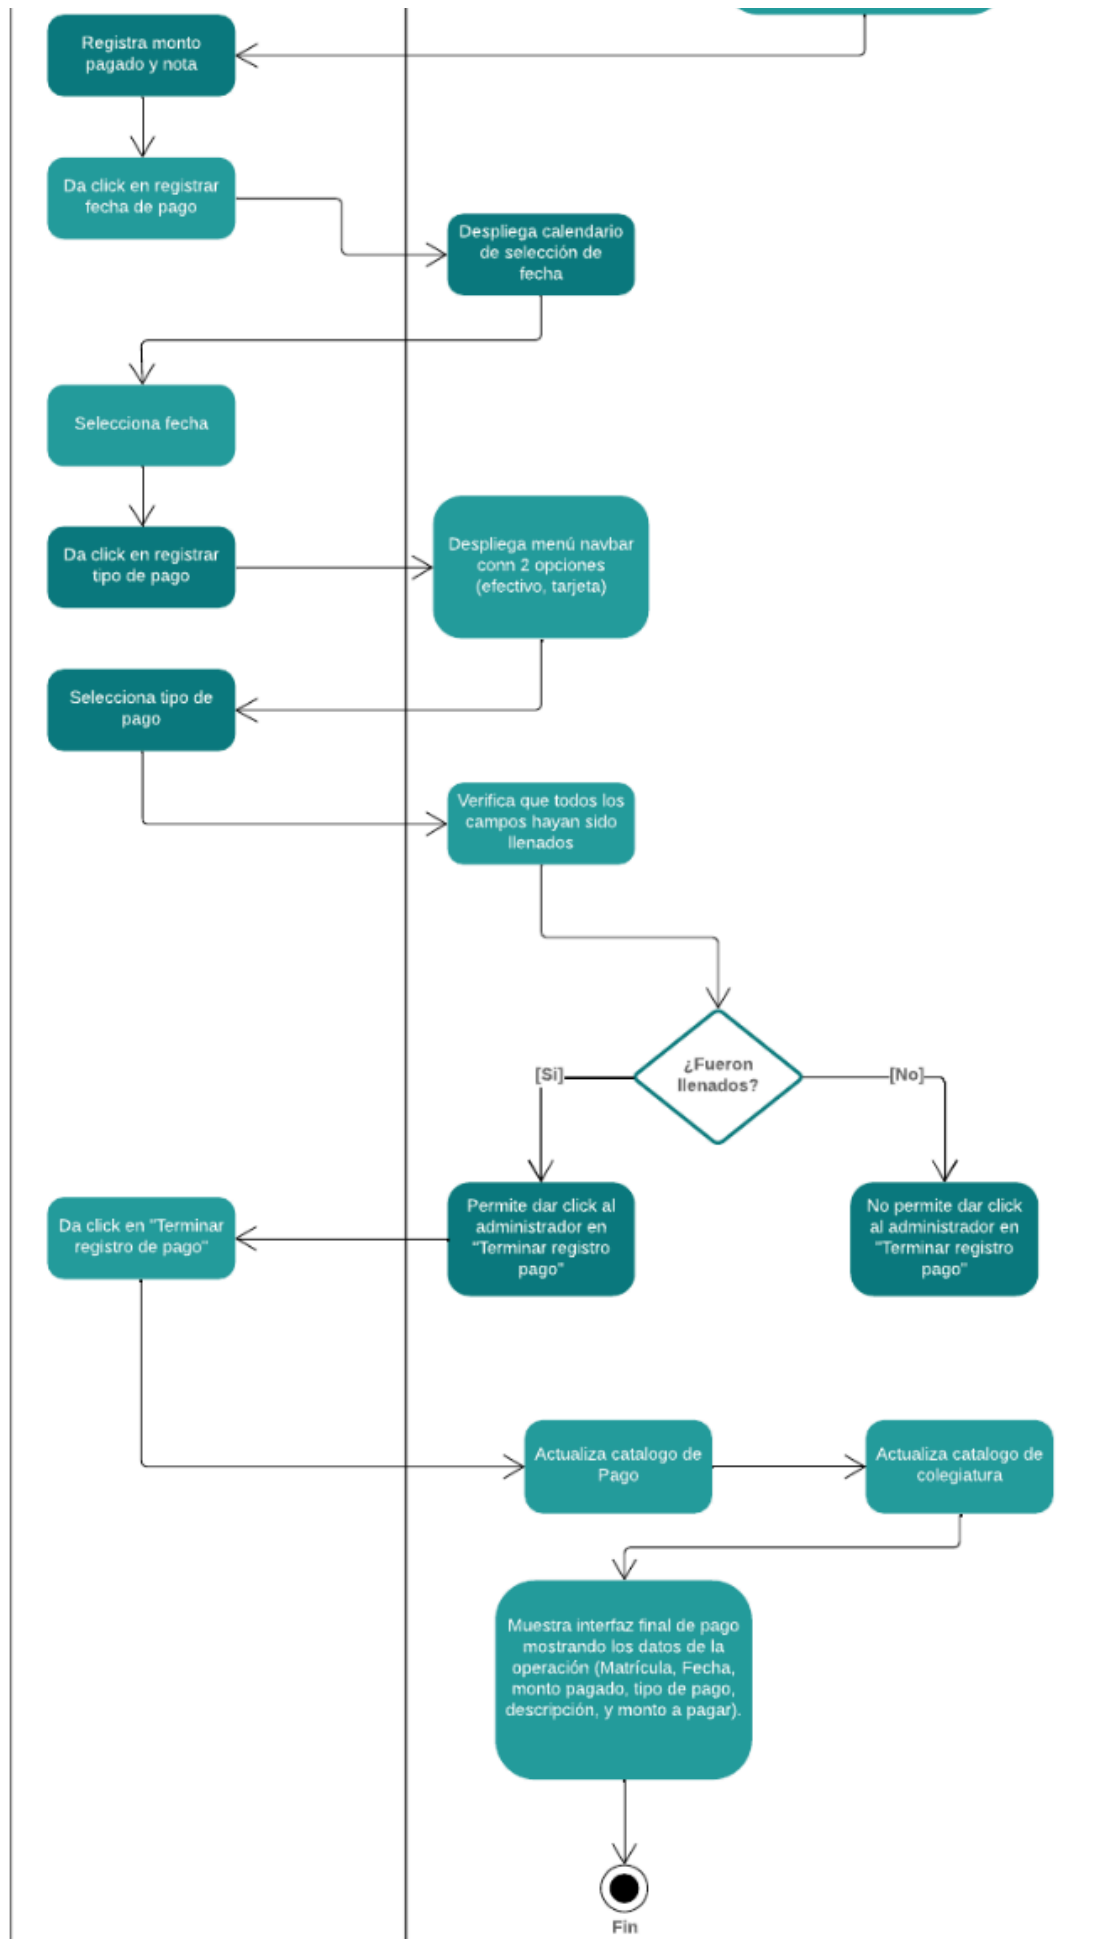 Registra monto
pagado y nota
Da click en registrar
fecha de pago
Despliega calendario
de selección de
fecha
Selecciona fecha
Da click en registrar
tipo de pago
Despliega menú navbar
conn 2 opciones
(efectivo, tarjeta)
Selecciona tipo de
pago
Verifica que todos los
campos hayan sido
llenados
¿Fueron
llenados?
[Si]
[No]
Permite dar click al
administrador en
"Terminar registro
pago"
No permite dar click
al administrador en
"Terminar registro
pago"
Da click en "Terminar
registro de pago"
Actualiza catalogo de
Pago
Actualiza catalogo de
colegiatura
Muestra interfaz final de pago
mostrando los datos de la
operación (Matrícula, Fecha,
monto pagado, tipo de pago,
descripción, y monto a pagar).
Fin